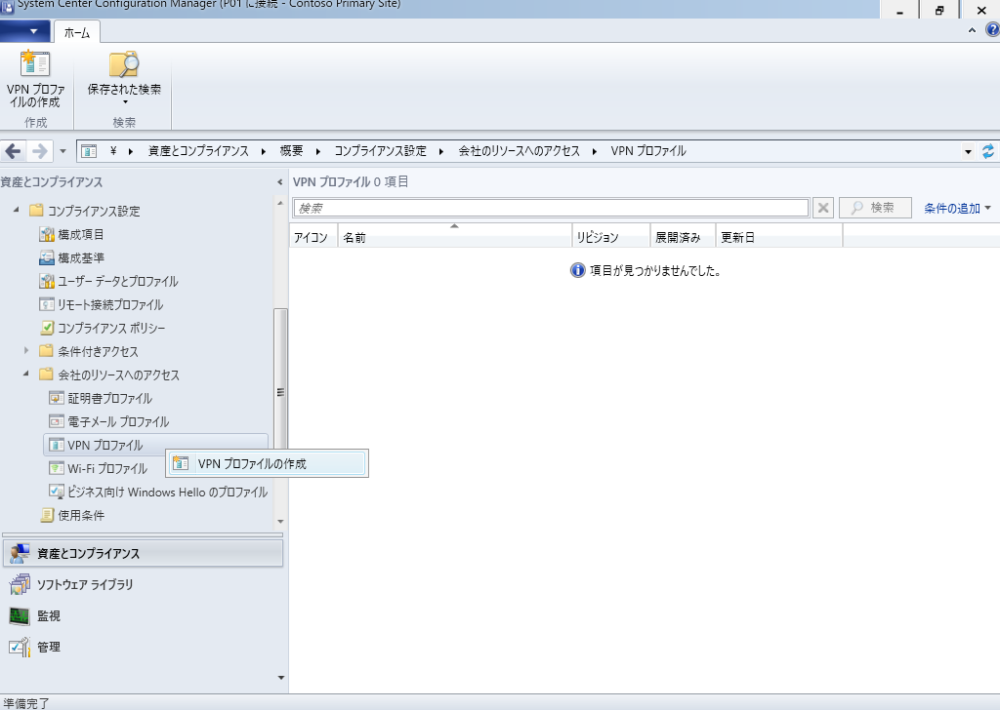 System Center Configuration Manager (P01 に接続 - Contoso Primary Site)
ホーム
VPN プロファ
イルの作成
保存された検索
作成
検索
¥ 資産とコンプライアンス 概要 コンプライアンス設定 会社のリソースへのアクセス VPN プロファイル
資産とコンプライアンス
コンプライアンス設定
構成項目
構成基準
ユーザー データとプロファイル
リモート接続プロファイル
コンプライアンス ポリシー
条件付きアクセス
会社のリソースへのアクセス
証明書プロファイル
電子メール プロファイル
VPN プロファイル
Wi-Fi プロファイル
ビジネス向け Windows Hello のプロファイル
使用条件
VPN プロファイルの作成
資産とコンプライアンス
ソフトウェア ライブラリ
監視
管理
VPN プロファイル 0 項目
検索
検索
条件の追加
アイコン 名前 リビジョン 展開済み 更新日
項目が見つかりませんでした。
準備完了